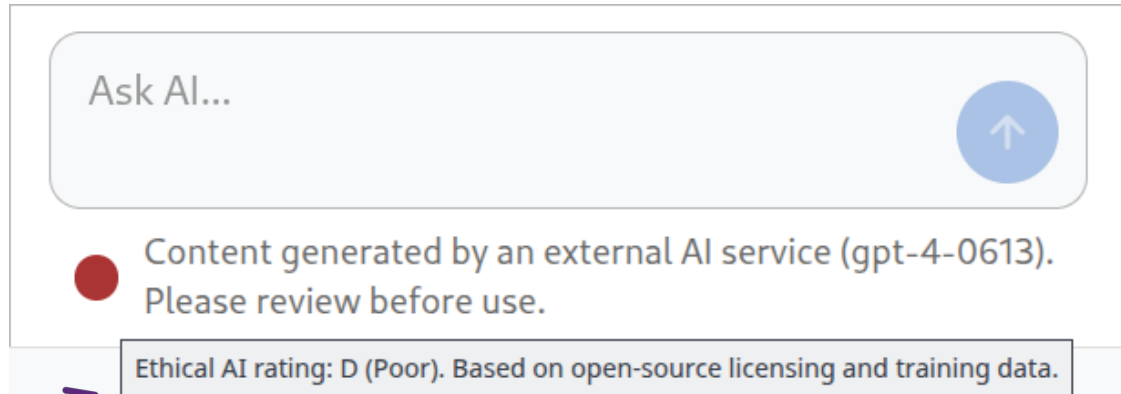 Ask AI...
Content generated by an external AI service (gpt-4-0613).
Please review before use.
Ethical AI rating: D (Poor). Based on open-source licensing and training data.